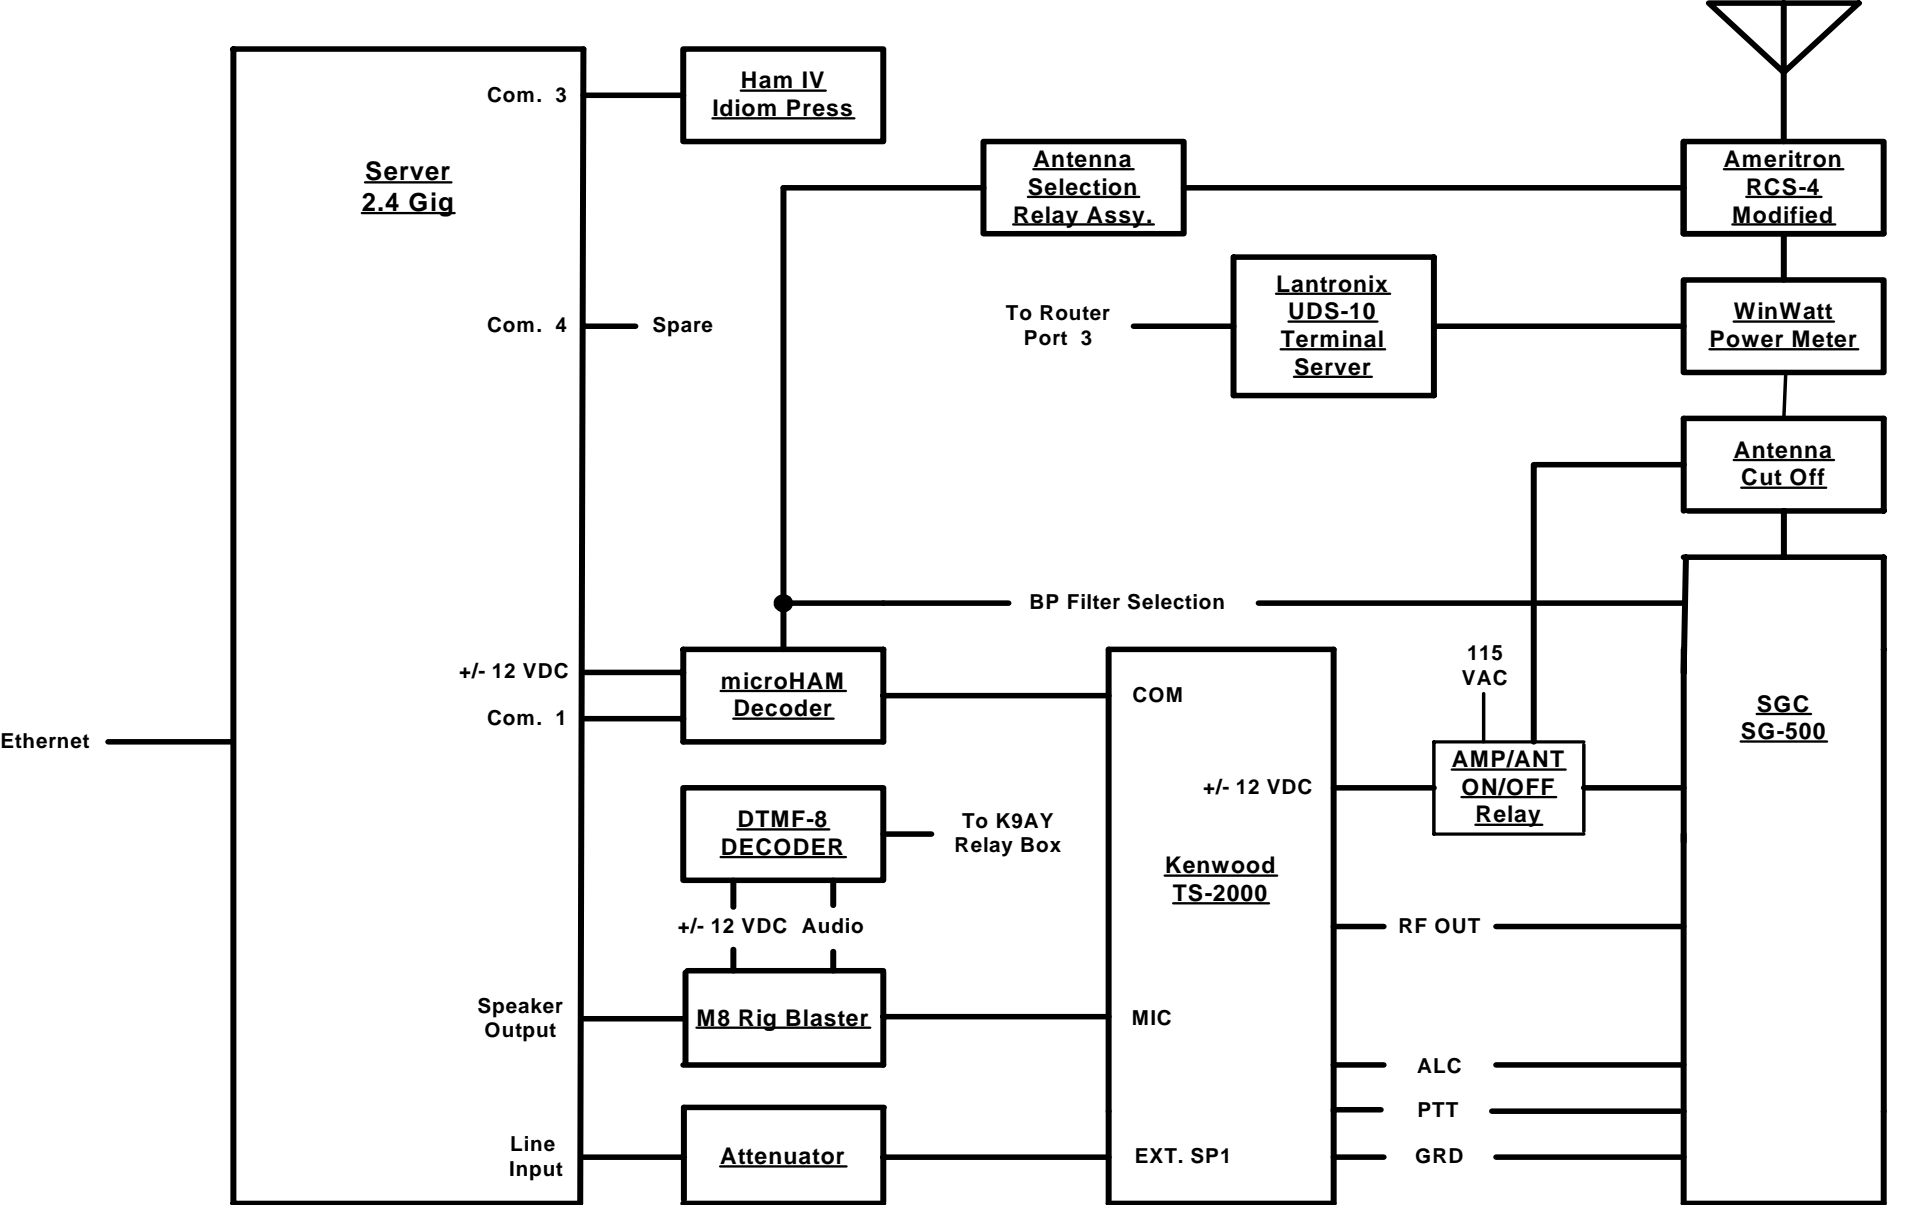 Com. 3
Ham IV
Idiom Press
Server
2.4 Gig
Antenna
Selection
Relay Assy.
Ameritron
RCS-4
Modified
Com. 4
Spare
To Router
Port 3
Lantronix
UDS-10
Terminal
Server
WinWatt
Power Meter
Antenna
Cut Off
BP Filter Selection
+/- 12 VDC
Com. 1
microHAM
Decoder
COM
115
VAC
SGC
SG-500
Ethernet
AMP/ANT
ON/OFF
Relay
+/- 12 VDC
DTMF-8
DECODER
To K9AY
Relay Box
Kenwood
TS-2000
+/- 12 VDC
Audio
RF OUT
Speaker
Output
M8 Rig Blaster
MIC
ALC
PTT
Line
Input
Attenuator
EXT. SP1
GRD